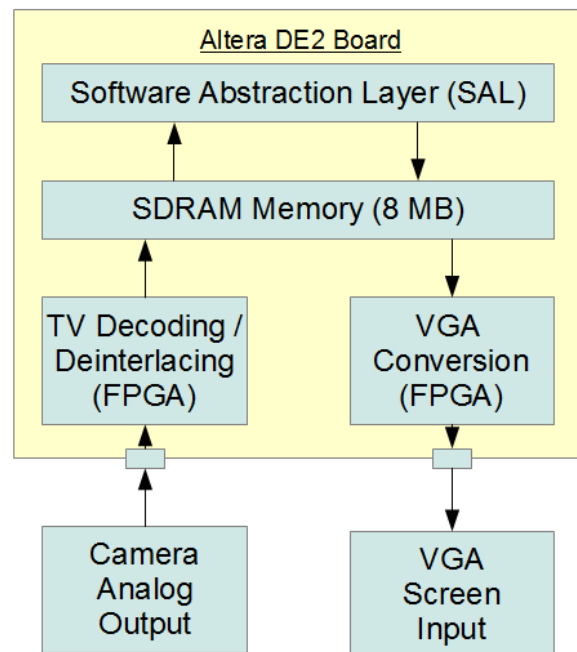 Altera DE2 Board
Software Abstraction Layer (SAL)
SDRAM Memory (8 MB)
TV Decoding /
Deinterlacing
(FPGA)
VGA
Conversion
(FPGA)
Camera
Analog
Output
VGA
Screen
Input